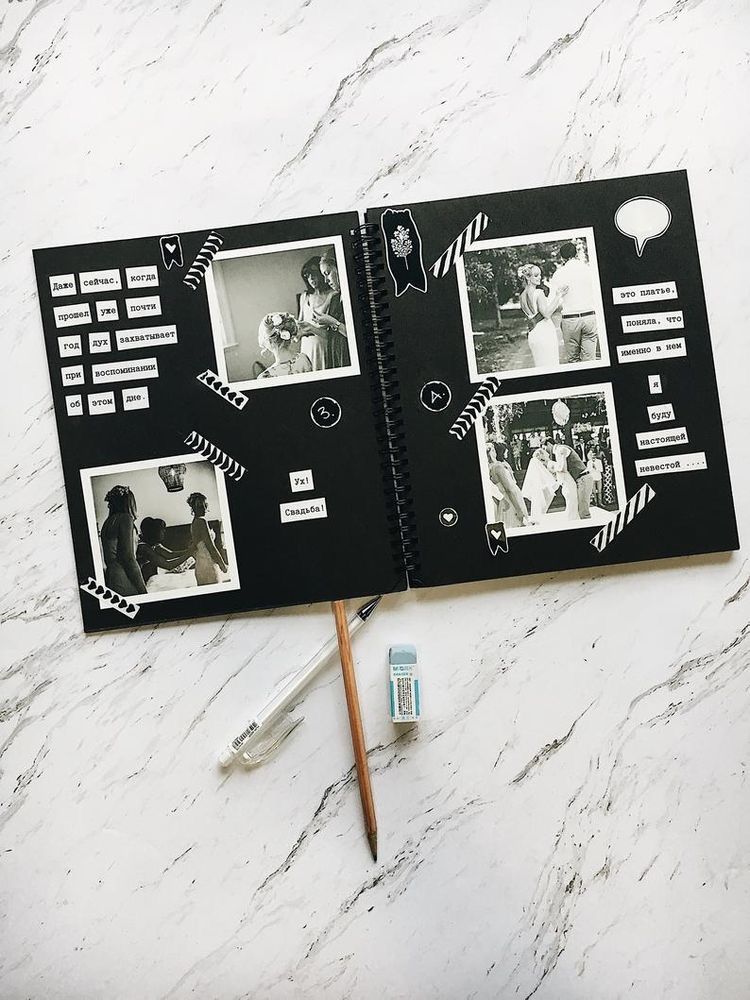 Даже сейчас, когда
прошел уже почти
год дух захватывает
при воспоминании
об этом дне.
Ух!
Свадьба!
3.
А.
это платье,
поняла, что
именно в нем
я
буду
настоящей
невестой ....